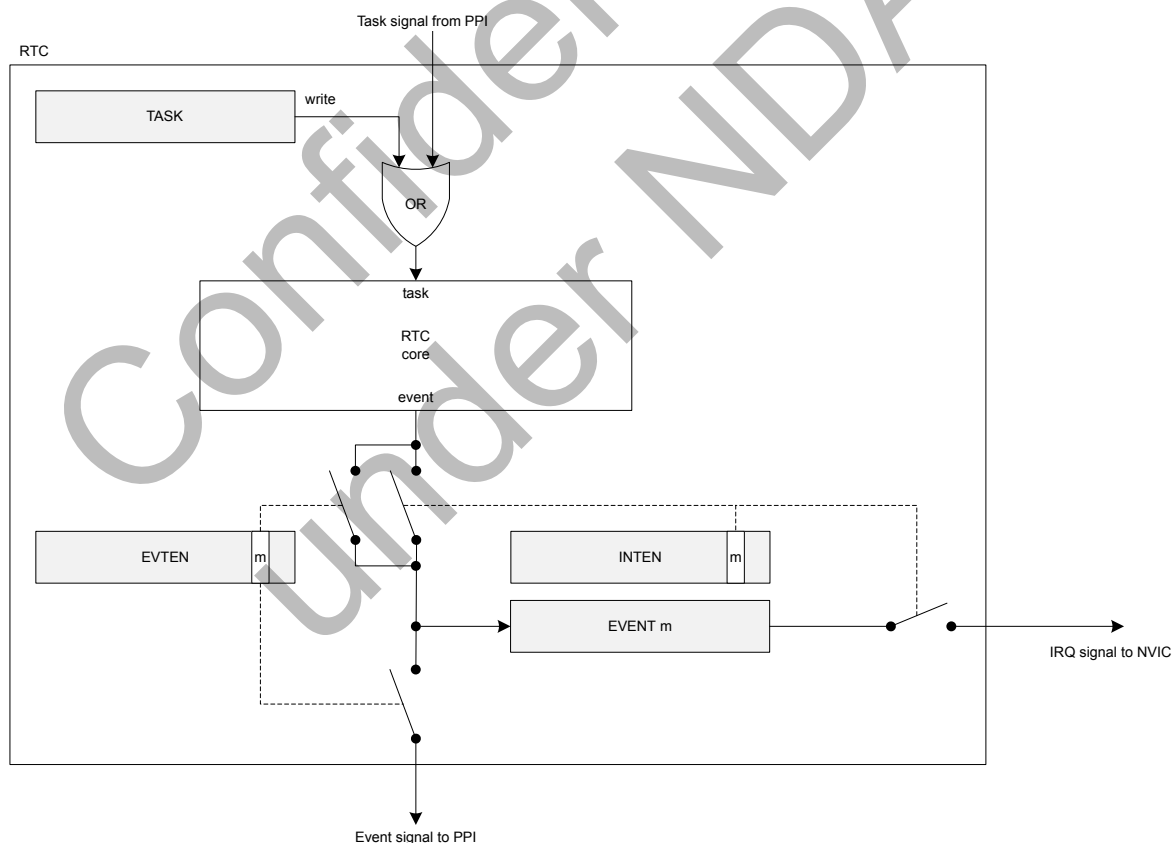 Task signal from PPI
RTC
TASK
write
OR
task
RTC
core
event
EVTEN
m
INTEN
m
EVENT m
IRQ signal to NVIC
Event signal to PPI
under NDA